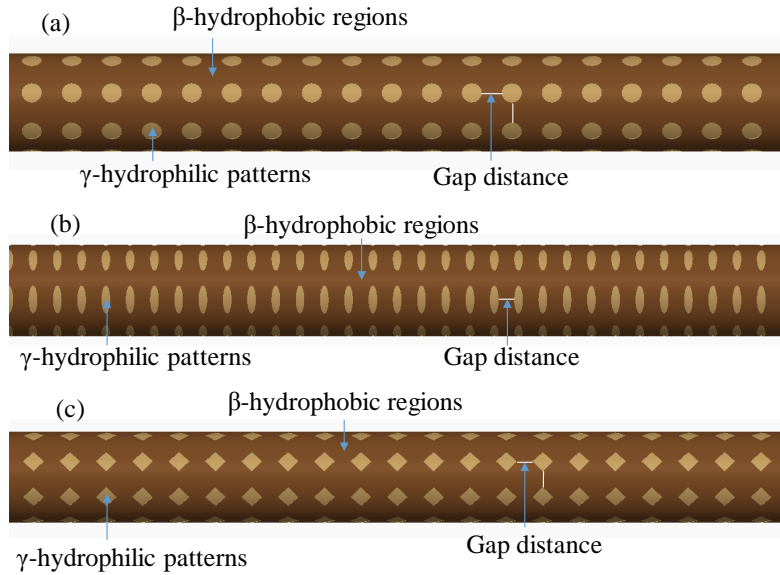 (a)
β-hydrophobic regions
γ-hydrophilic patterns
Gap distance
(b)
β-hydrophobic regions
γ-hydrophilic patterns
Gap distance
(c)
β-hydrophobic regions
γ-hydrophilic patterns
Gap distance